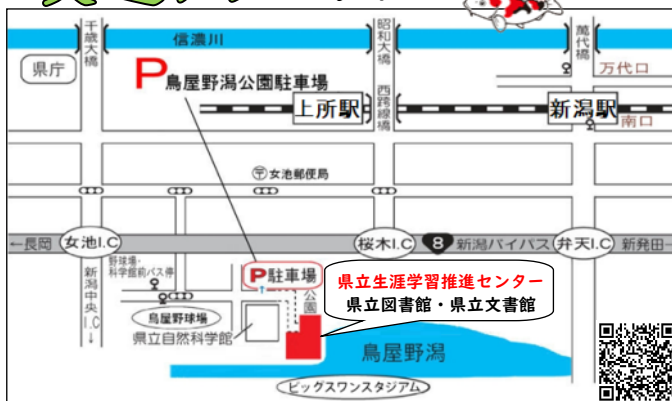 千歳大橋
信濃川
昭和大橋
萬代橋
県庁
P鳥屋野潟公園駐車場
万代口
上所駅
西跨線橋
新潟駅
南口
〒女池郵便局
←長岡
女池I.C
桜木I.C
8
新潟バイパス
弁天I.C
新発田→
野球場・
科学館前バス停
新潟中央I.C↓
P駐車場
公園
県立生涯学習推進センター
県立図書館・県立文書館
鳥屋野球場
県立自然科学館
鳥屋野潟
ビッグスワンスタジアム